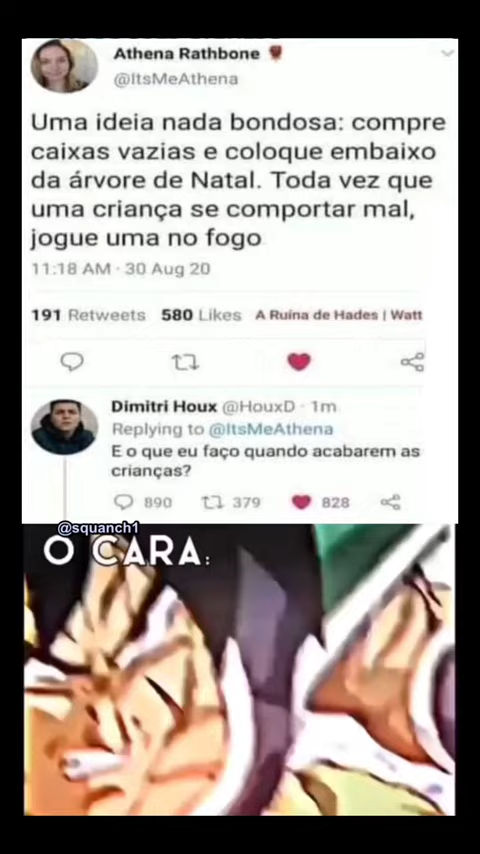 Athena Rathbone
@ItsMeAthena
Uma ideia nada bondosa: compre
caixas vazias e coloque embaixo
da árvore de Natal. Toda vez que
uma criança se comportar mal,
jogue uma no fogo
11:18 AM · 30 Aug 20
191 Retweets 580 Likes A Ruína de Hades | Watt
Dimitri Houx @HouxD · 1m
Replying to @ItsMeAthena
E o que eu faço quando acabarem as
crianças?
890 379 828
@squanch1
O CARA: